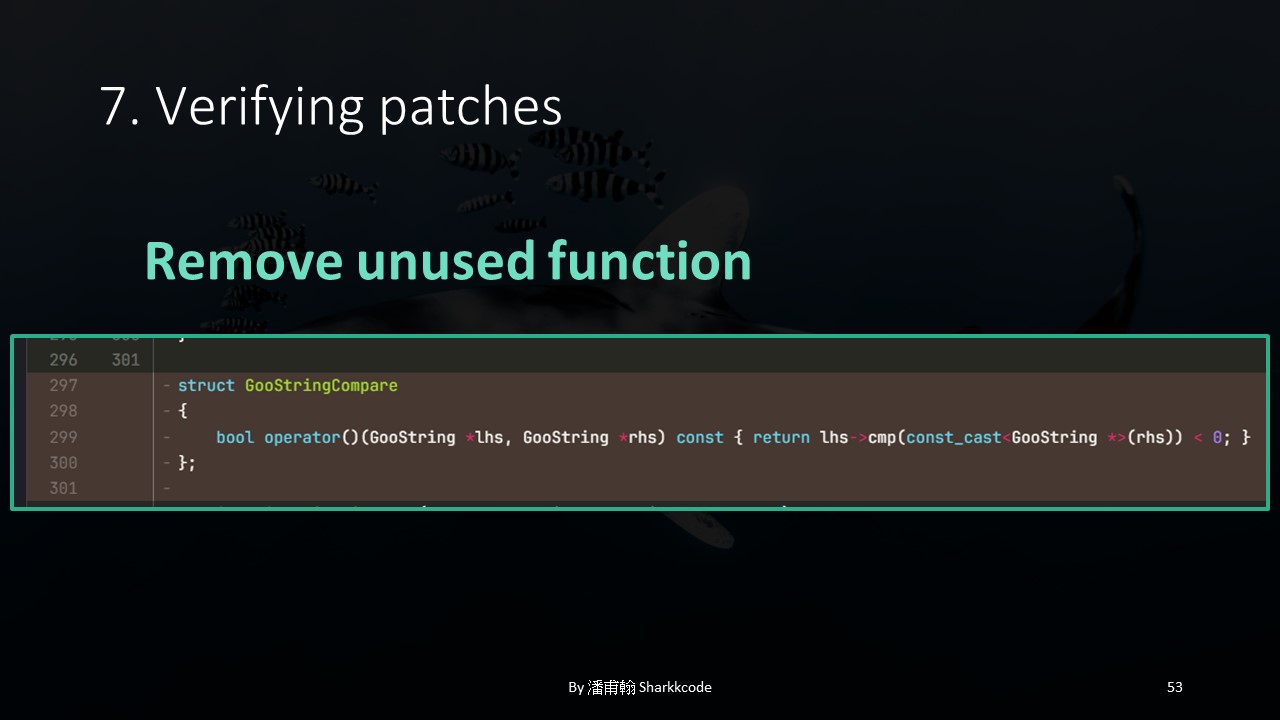 7. Verifying patches
Remove unused function
296 301
297 - struct GooStringCompare
298 - {
299 - bool operator()(GooString *lhs, GooString *rhs) const { return lhs->cmp(const_cast<GooString *>(rhs)) < 0; }
300 - };
301 -
By 潘甫翰 Sharkkcode
53